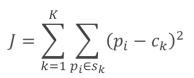 $J = \sum_{k=1}^{K} \sum_{p_i \in s_k} (p_i - c_k)^2$